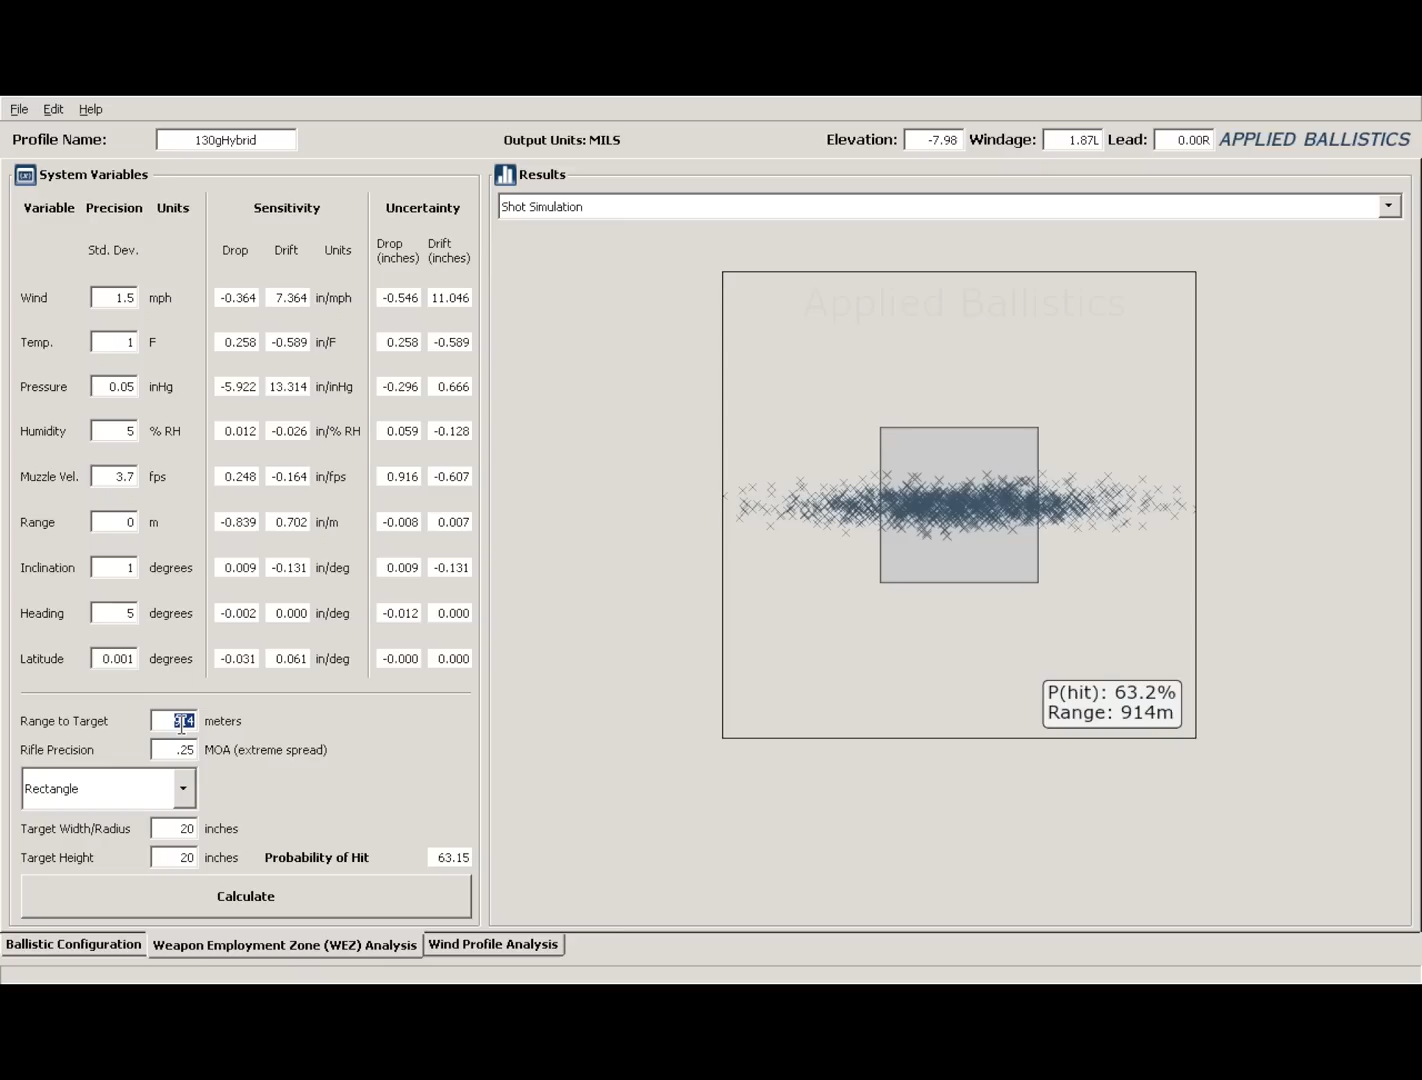 File Edit Help
Profile Name: 130gHybrid Output Units: MILS Elevation: -7.98 Windage: 1.87L Lead: 0.00R APPLIED BALLISTICS
System Variables
Variable Precision Units Sensitivity Uncertainty
Std. Dev. Drop Drift Units Drop (inches) Drift (inches)
Wind 1.5 mph -0.364 7.364 in/mph -0.546 11.046
Temp. 1 F 0.258 -0.589 in/F 0.258 -0.589
Pressure 0.05 inHg -5.922 13.314 in/inHg -0.296 0.666
Humidity 5 % RH 0.012 -0.026 in/% RH 0.059 -0.128
Muzzle Vel. 3.7 fps 0.248 -0.164 in/fps 0.916 -0.607
Range 0 m -0.839 0.702 in/m -0.008 0.007
Inclination 1 degrees 0.009 -0.131 in/deg 0.009 -0.131
Heading 5 degrees -0.002 0.000 in/deg -0.012 0.000
Latitude 0.001 degrees -0.031 0.061 in/deg -0.000 0.000
Range to Target 914 meters
Rifle Precision .25 MOA (extreme spread)
Rectangle
Target Width/Radius 20 inches
Target Height 20 inches Probability of Hit 63.15
Calculate
Results
Shot Simulation
Applied Ballistics
P(hit): 63.2%
Range: 914m
Ballistic Configuration Weapon Employment Zone (WEZ) Analysis Wind Profile Analysis